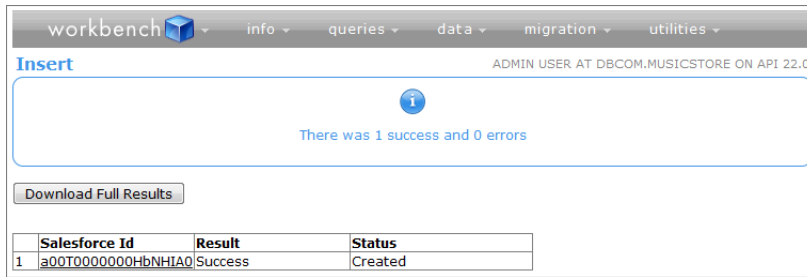 workbench info queries data migration utilities
Insert ADMIN USER AT DBCOM.MUSICSTORE ON API 22.0
There was 1 success and 0 errors
Download Full Results
Salesforce Id Result Status
1 a00T0000000HbNHIA0 Success Created